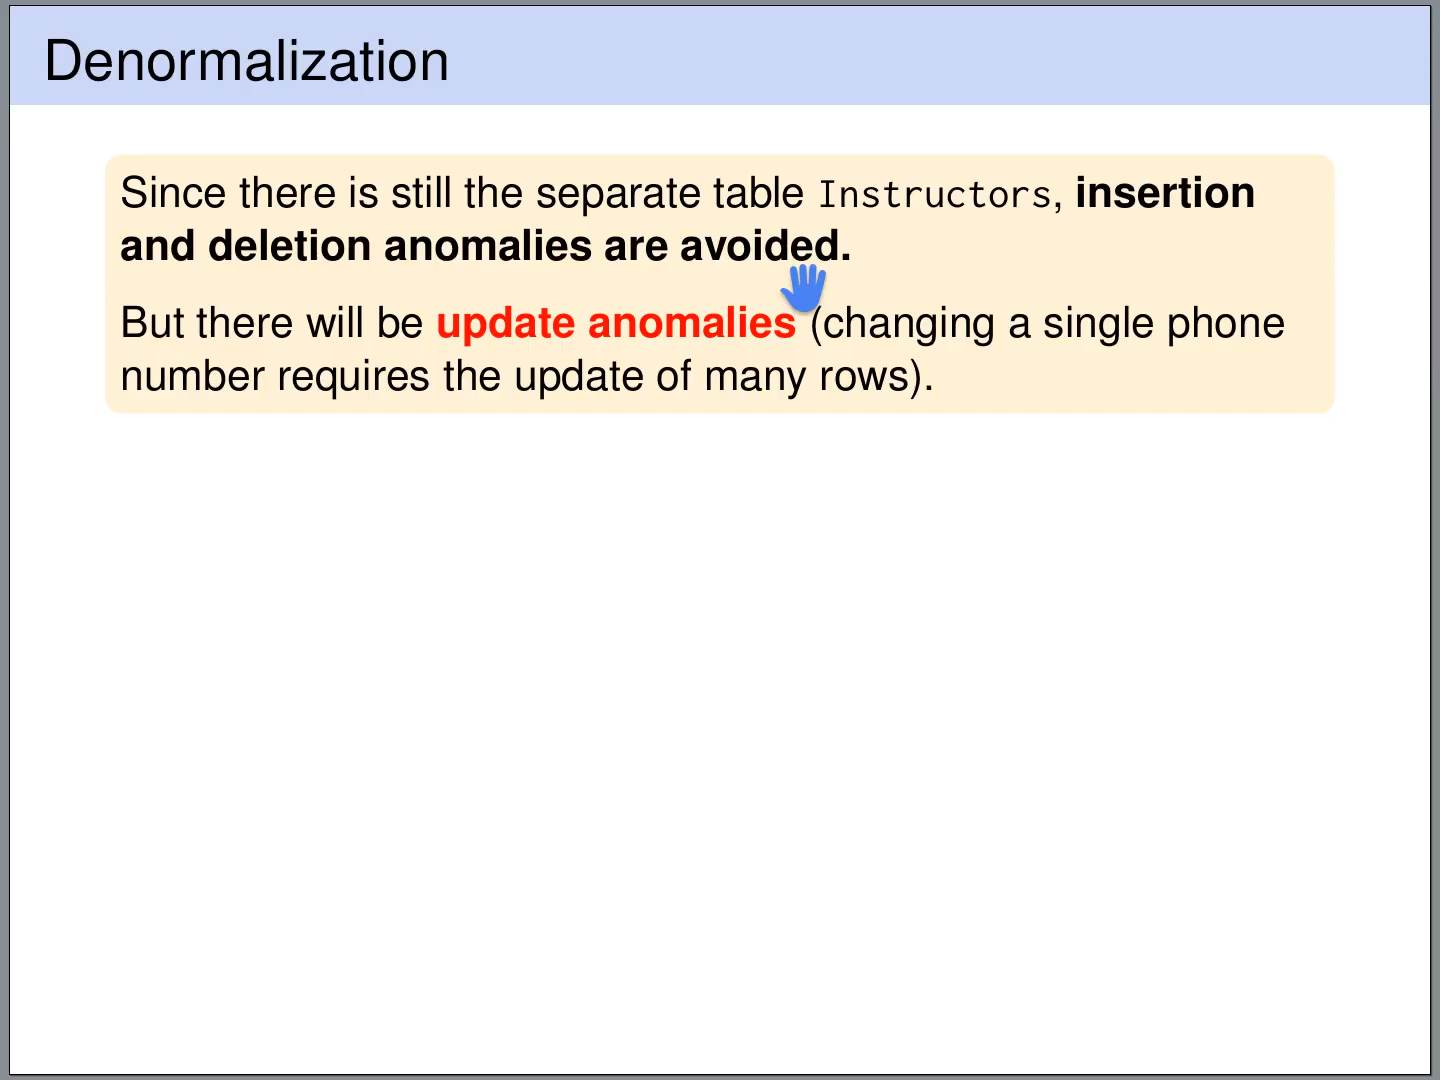 Denormalization
Since there is still the separate table Instructors, insertion
and deletion anomalies are avoided.
But there will be update anomalies (changing a single phone
number requires the update of many rows).